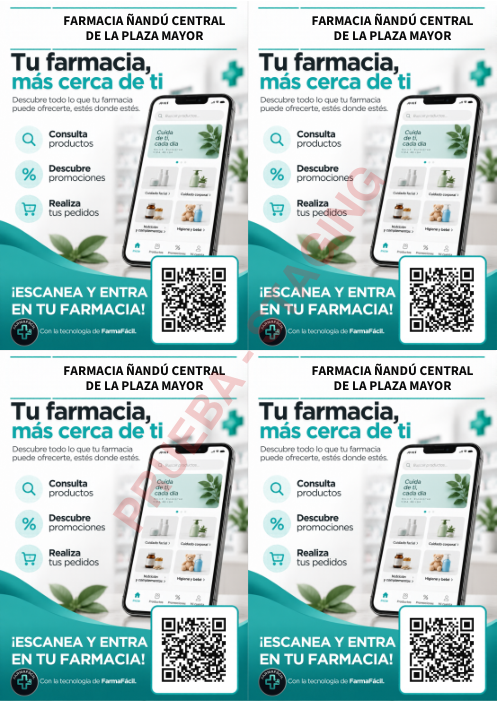 FARMACIA ÑANDÚ CENTRAL
DE LA PLAZA MAYOR
Tu farmacia,
más cerca de ti
Descubre todo lo que tu farmacia
puede ofrecerte, estés donde estés.
Consulta
productos
Descubre
promociones
Realiza
tus pedidos
Cuida
de ti,
cada día
Cuidado facial
Cuidado corporal
Nutrición
y complementos
Higiene y bebé
¡ESCANEA Y ENTRA
EN TU FARMACIA!
Con la tecnología de FarmaFácil.
FARMACIA ÑANDÚ CENTRAL
DE LA PLAZA MAYOR
Tu farmacia,
más cerca de ti
Descubre todo lo que tu farmacia
puede ofrecerte, estés donde estés.
Consulta
productos
Descubre
promociones
Realiza
tus pedidos
Cuida
de ti,
cada día
Cuidado facial
Cuidado corporal
Nutrición
y complementos
Higiene y bebé
¡ESCANEA Y ENTRA
EN TU FARMACIA!
Con la tecnología de FarmaFácil.
FARMACIA ÑANDÚ CENTRAL
DE LA PLAZA MAYOR
Tu farmacia,
más cerca de ti
Descubre todo lo que tu farmacia
puede ofrecerte, estés donde estés.
Consulta
productos
Descubre
promociones
Realiza
tus pedidos
Cuida
de ti,
cada día
Cuidado facial
Cuidado corporal
Nutrición
y complementos
Higiene y bebé
¡ESCANEA Y ENTRA
EN TU FARMACIA!
Con la tecnología de FarmaFácil.
FARMACIA ÑANDÚ CENTRAL
DE LA PLAZA MAYOR
Tu farmacia,
más cerca de ti
Descubre todo lo que tu farmacia
puede ofrecerte, estés donde estés.
Consulta
productos
Descubre
promociones
Realiza
tus pedidos
Cuida
de ti,
cada día
Cuidado facial
Cuidado corporal
Nutrición
y complementos
Higiene y bebé
¡ESCANEA Y ENTRA
EN TU FARMACIA!
Con la tecnología de FarmaFácil.
PRUEBA - STAGING